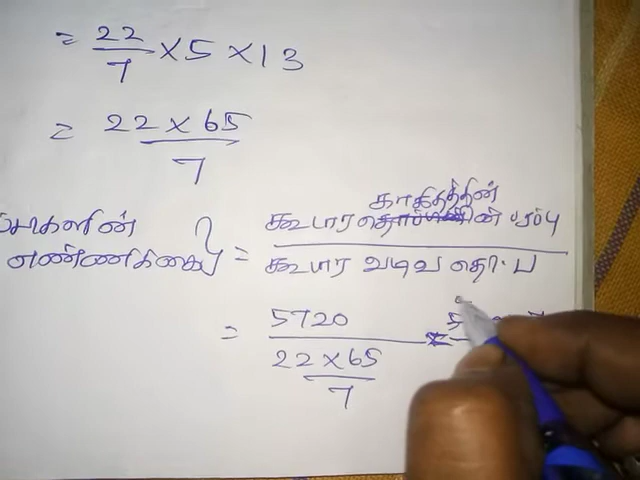 = 22/7 × 5 × 13
= 22 × 65 / 7
எண்ணிக்கை } = கூடார காகிதத்தின் பரப்பு / கூடார வடிவ தொ. ப
= 5720 / (22 × 65 / 7) =